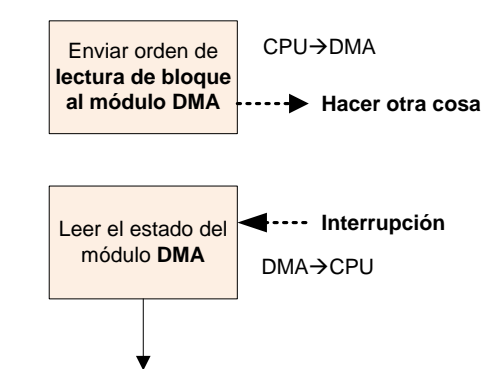 Enviar orden de
lectura de bloque
al módulo DMA
CPU→DMA
Hacer otra cosa
Leer el estado del
módulo DMA
Interrupción
DMA→CPU